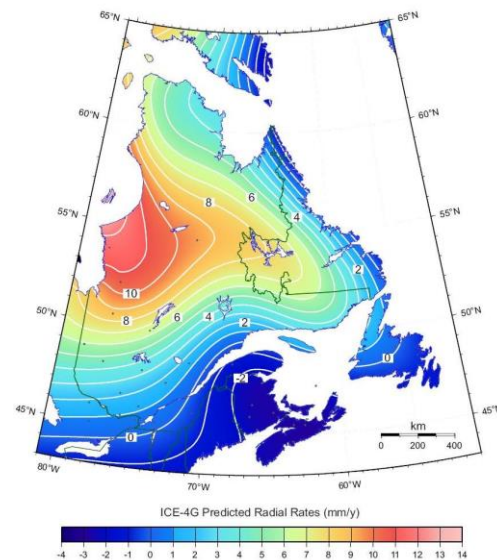 65°N
65°N
60°N
60°N
55°N
55°N
50°N
50°N
45°N
45°N
6
8
4
2
10
8
6
4
2
0
-2
0
km
0
200
400
80°W
70°W
60°W
ICE-4G Predicted Radial Rates (mm/y)
-4 -3 -2 -1 0 1 2 3 4 5 6 7 8 9 10 11 12 13 14